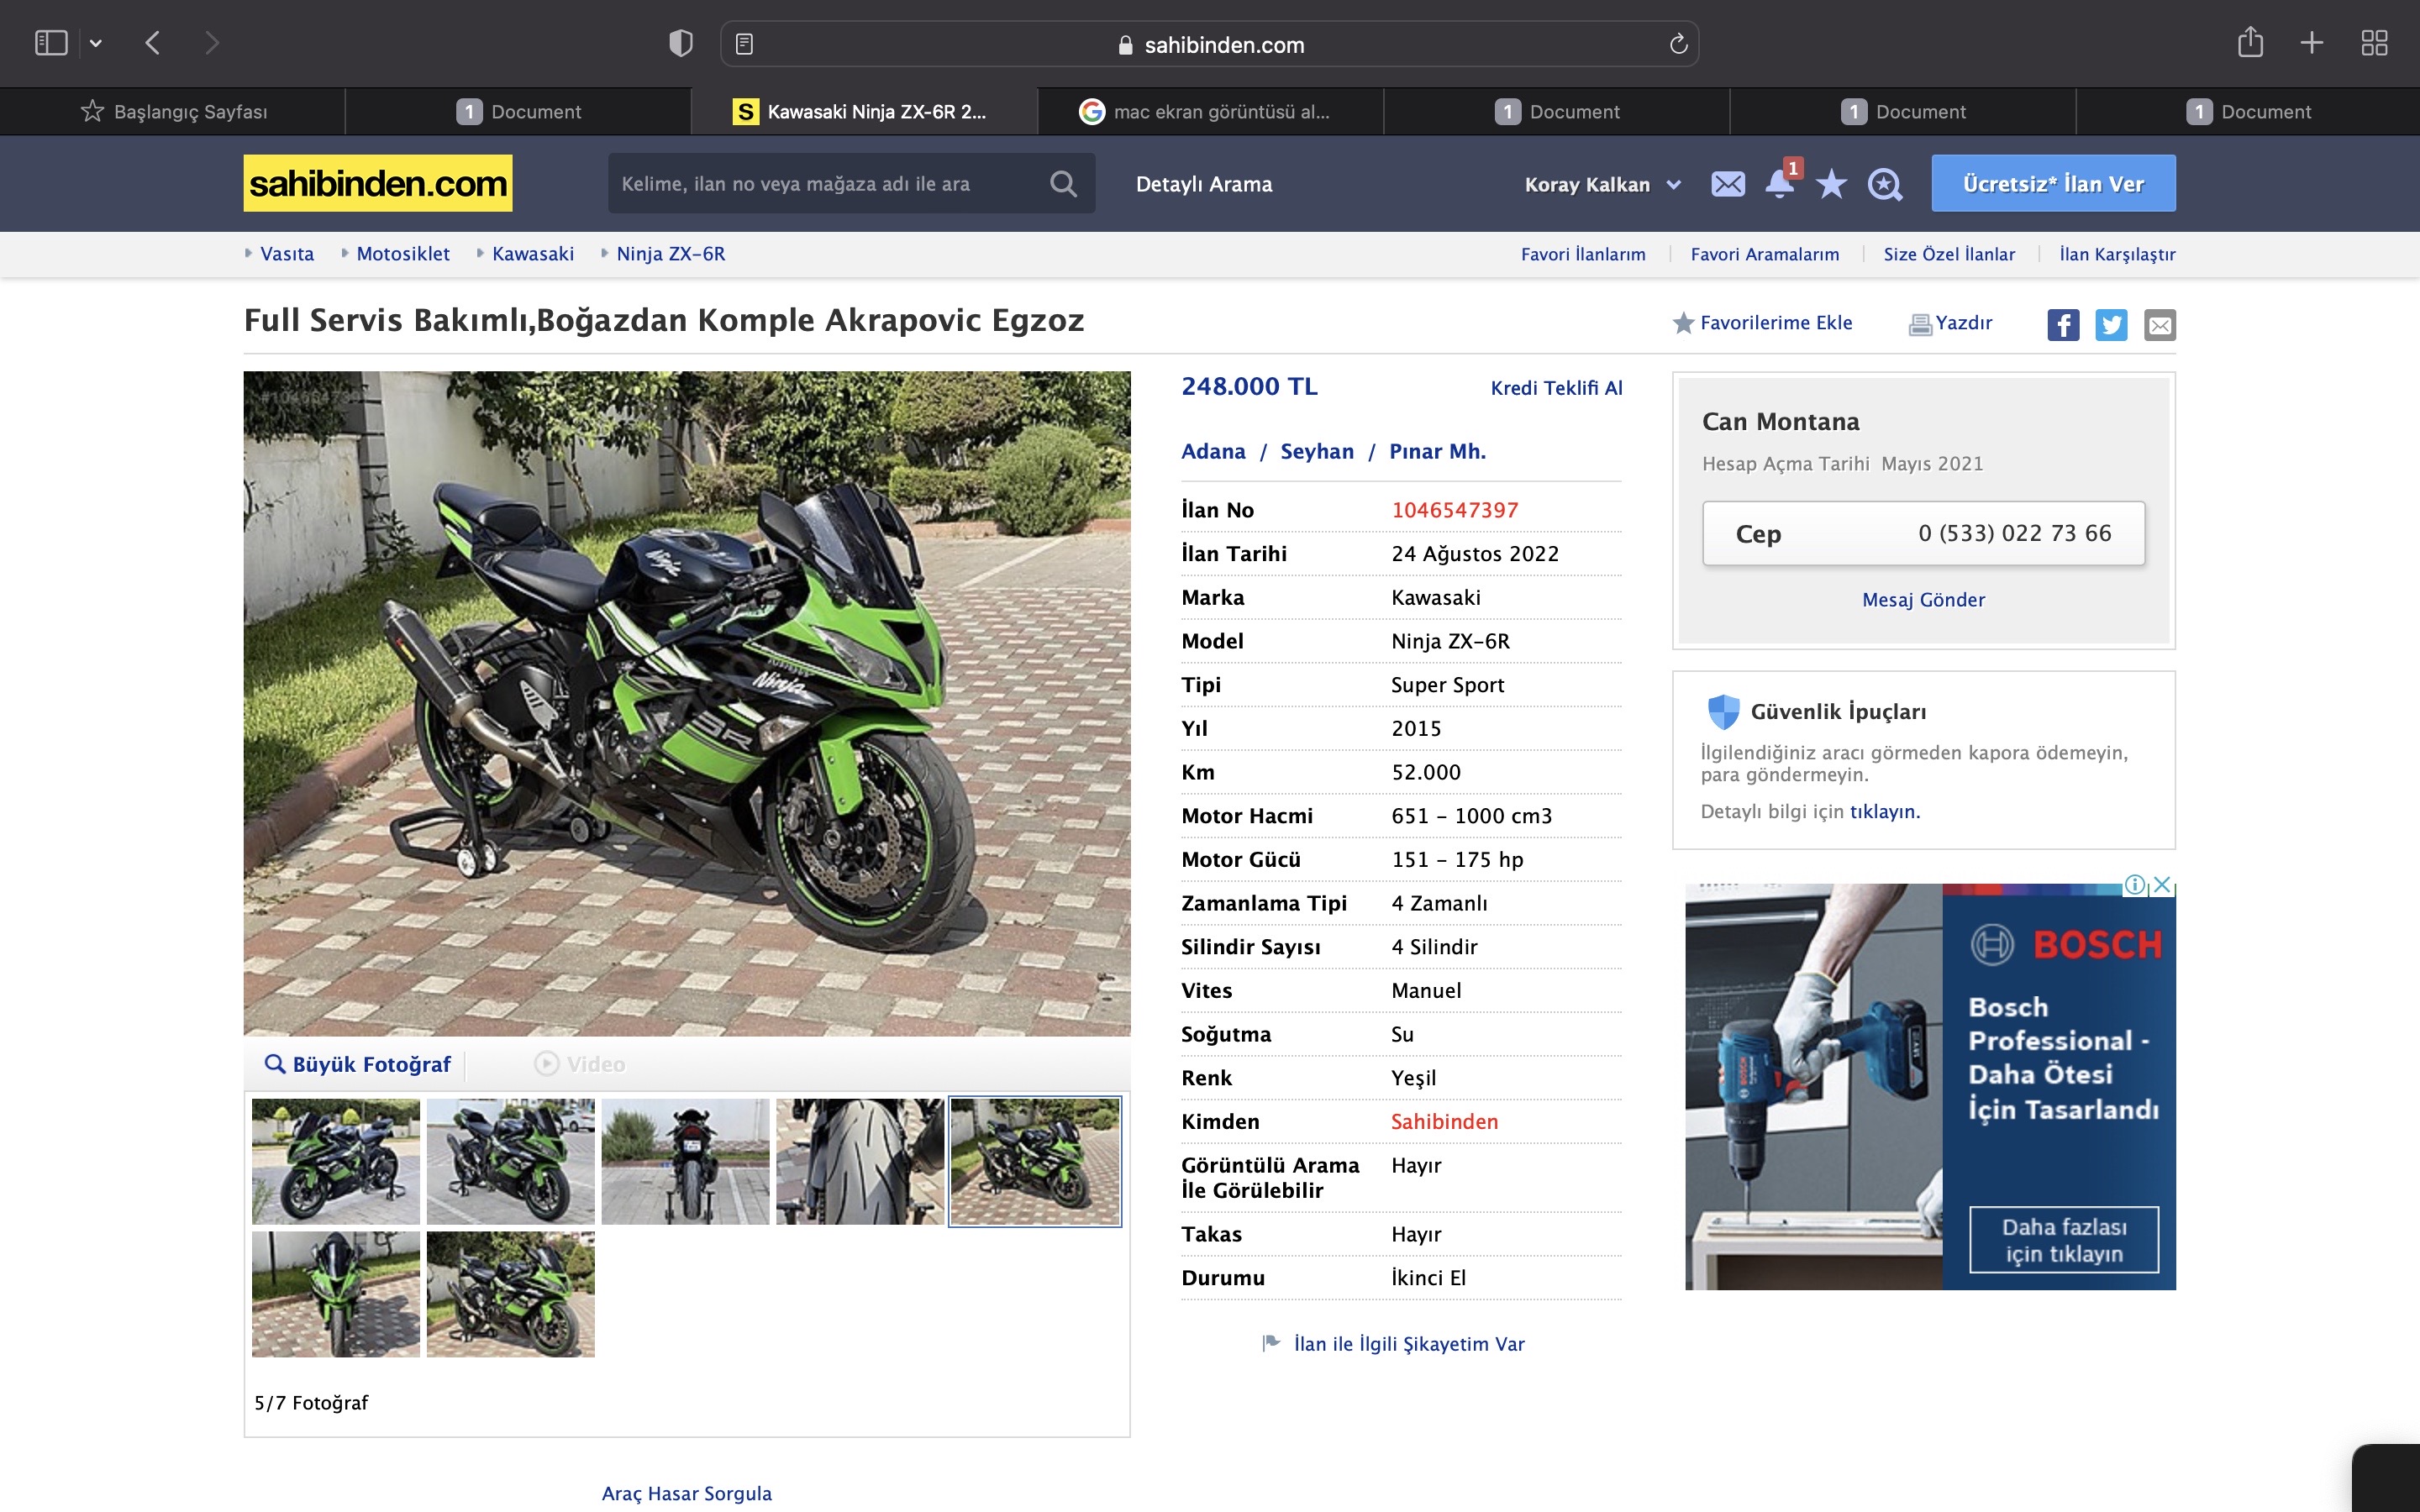 sahibinden.com
Başlangıç Sayfası
1 Document
S Kawasaki Ninja ZX-6R 2...
mac ekran görüntüsü al...
1 Document
1 Document
1 Document
sahibinden.com
Kelime, ilan no veya mağaza adı ile ara
Detaylı Arama
Koray Kalkan
1
Ücretsiz* İlan Ver
Vasıta
Motosiklet
Kawasaki
Ninja ZX-6R
Favori İlanlarım
Favori Aramalarım
Size Özel İlanlar
İlan Karşılaştır
Full Servis Bakımlı,Boğazdan Komple Akrapovic Egzoz
Favorilerime Ekle
Yazdır
Ninja
Ninja
Büyük Fotoğraf
Video
5/7 Fotoğraf
Araç Hasar Sorgula
248.000 TL
Kredi Teklifi Al
Adana / Seyhan / Pınar Mh.
İlan No 1046547397
İlan Tarihi 24 Ağustos 2022
Marka Kawasaki
Model Ninja ZX-6R
Tipi Super Sport
Yıl 2015
Km 52.000
Motor Hacmi 651 - 1000 cm3
Motor Gücü 151 - 175 hp
Zamanlama Tipi 4 Zamanlı
Silindir Sayısı 4 Silindir
Vites Manuel
Soğutma Su
Renk Yeşil
Kimden Sahibinden
Görüntülü Arama Hayır
İle Görülebilir
Takas Hayır
Durumu İkinci El
İlan ile İlgili Şikayetim Var
Can Montana
Hesap Açma Tarihi Mayıs 2021
Cep 0 (533) 022 73 66
Mesaj Gönder
Güvenlik İpuçları
İlgilendiğiniz aracı görmeden kapora ödemeyin,
para göndermeyin.
Detaylı bilgi için tıklayın.
BOSCH
Bosch
Professional -
Daha Ötesi
İçin Tasarlandı
Daha fazlası
için tıklayın